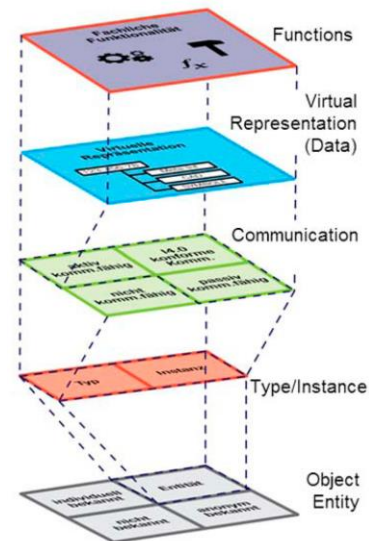 Fachliche
Funktionalität
fx
Functions
Virtuelle
Repräsentation
Virtual
Representation
(Data)
aktiv
komm.fähig
I4.0
konforme
Komm.
nicht
komm.fähig
passiv
komm.fähig
Communication
Typ
Instanz
Type/Instance
individuell
bekannt
Entität
nicht
bekannt
anonym
bekannt
Object
Entity